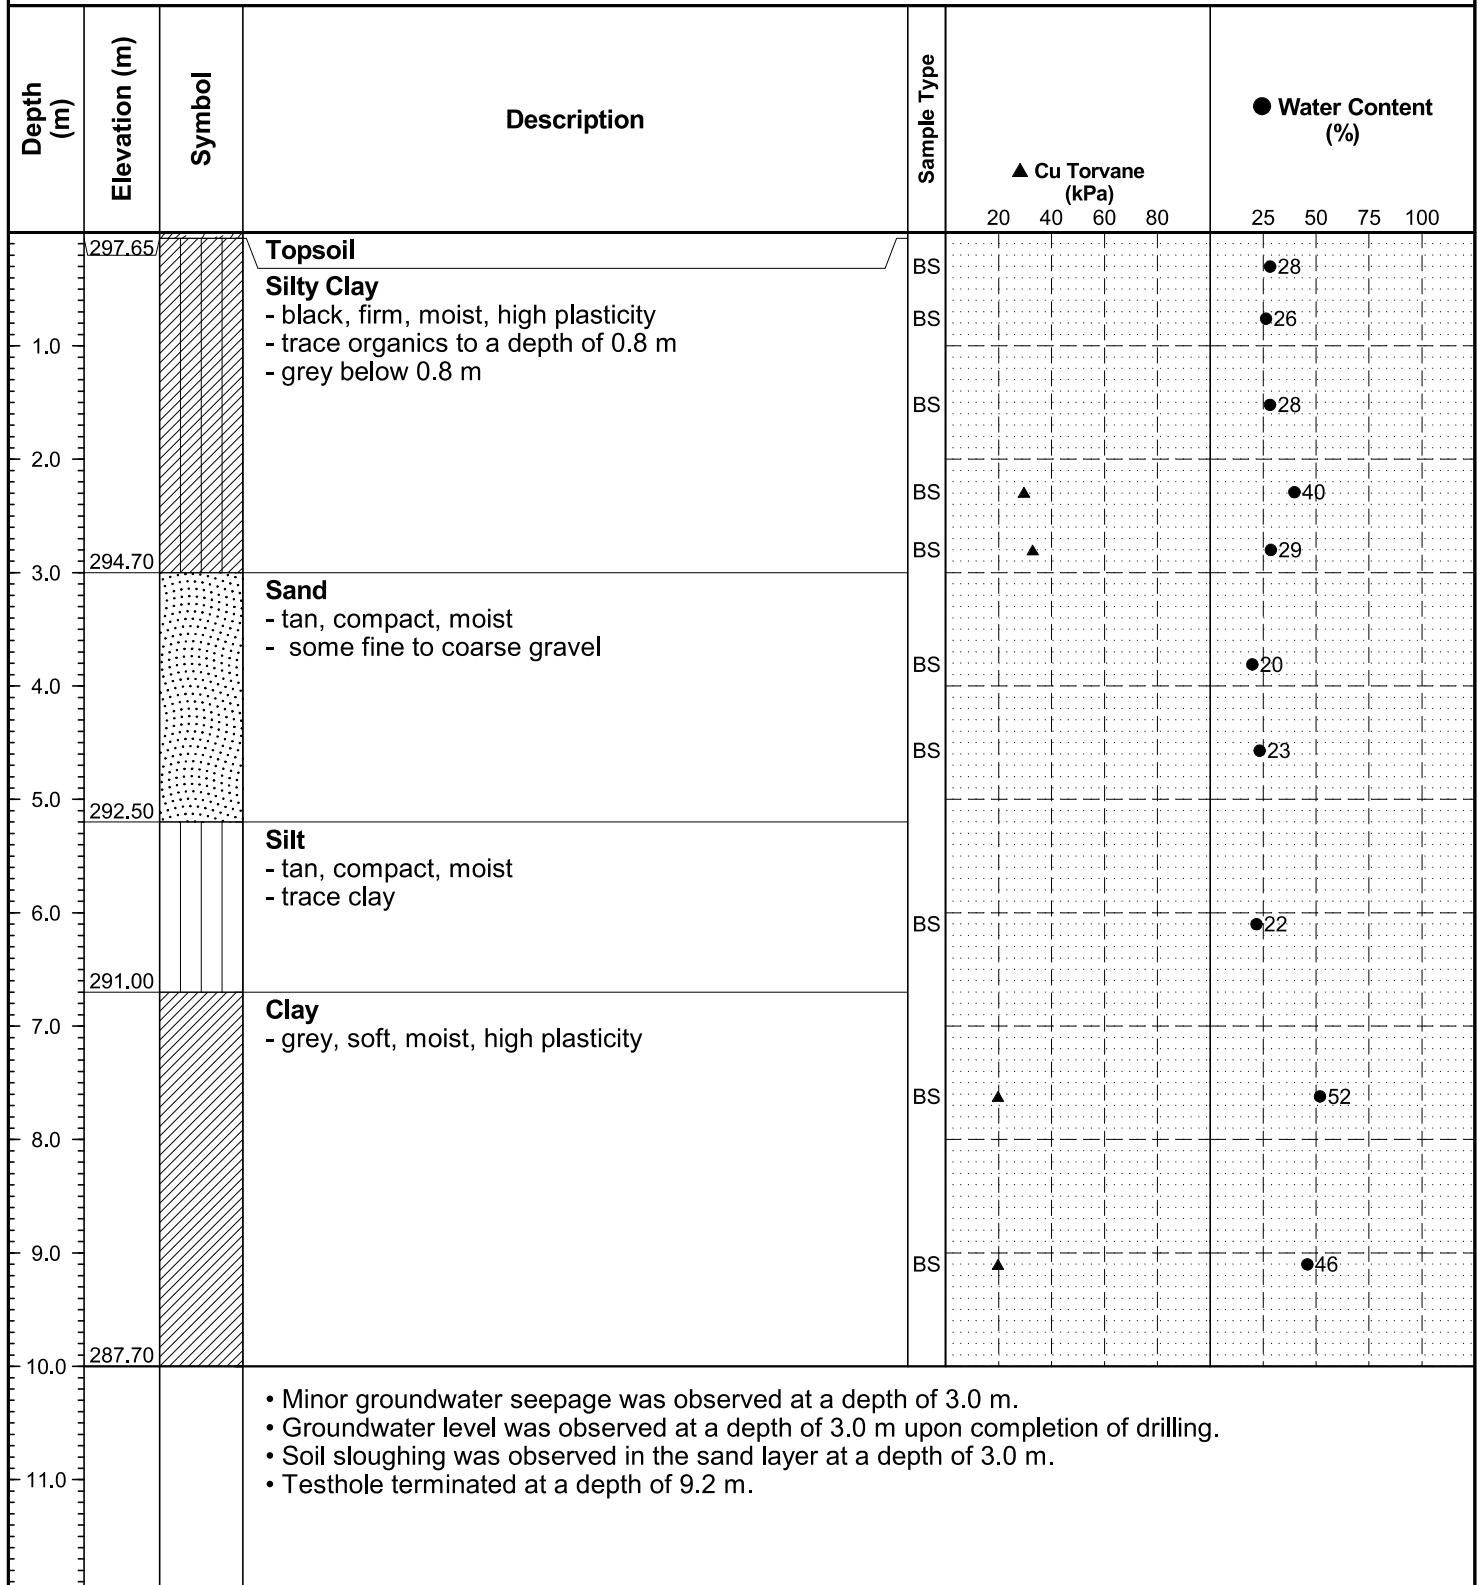 Depth
(m)
Elevation (m)
Symbol
Description
Sample Type
▲ Cu Torvane
(kPa)
20 40 60 80
● Water Content
(%)
25 50 75 100
297.65
Topsoil
BS
28
Silty Clay
- black, firm, moist, high plasticity
BS
26
- trace organics to a depth of 0.8 m
1.0
- grey below 0.8 m
BS
28
2.0
BS
40
BS
29
294.70
3.0
Sand
- tan, compact, moist
- some fine to coarse gravel
BS
20
4.0
BS
23
5.0
292.50
Silt
- tan, compact, moist
- trace clay
6.0
BS
22
291.00
Clay
7.0
- grey, soft, moist, high plasticity
BS
52
8.0
9.0
BS
46
287.70
10.0
• Minor groundwater seepage was observed at a depth of 3.0 m.
• Groundwater level was observed at a depth of 3.0 m upon completion of drilling.
• Soil sloughing was observed in the sand layer at a depth of 3.0 m.
11.0
• Testhole terminated at a depth of 9.2 m.